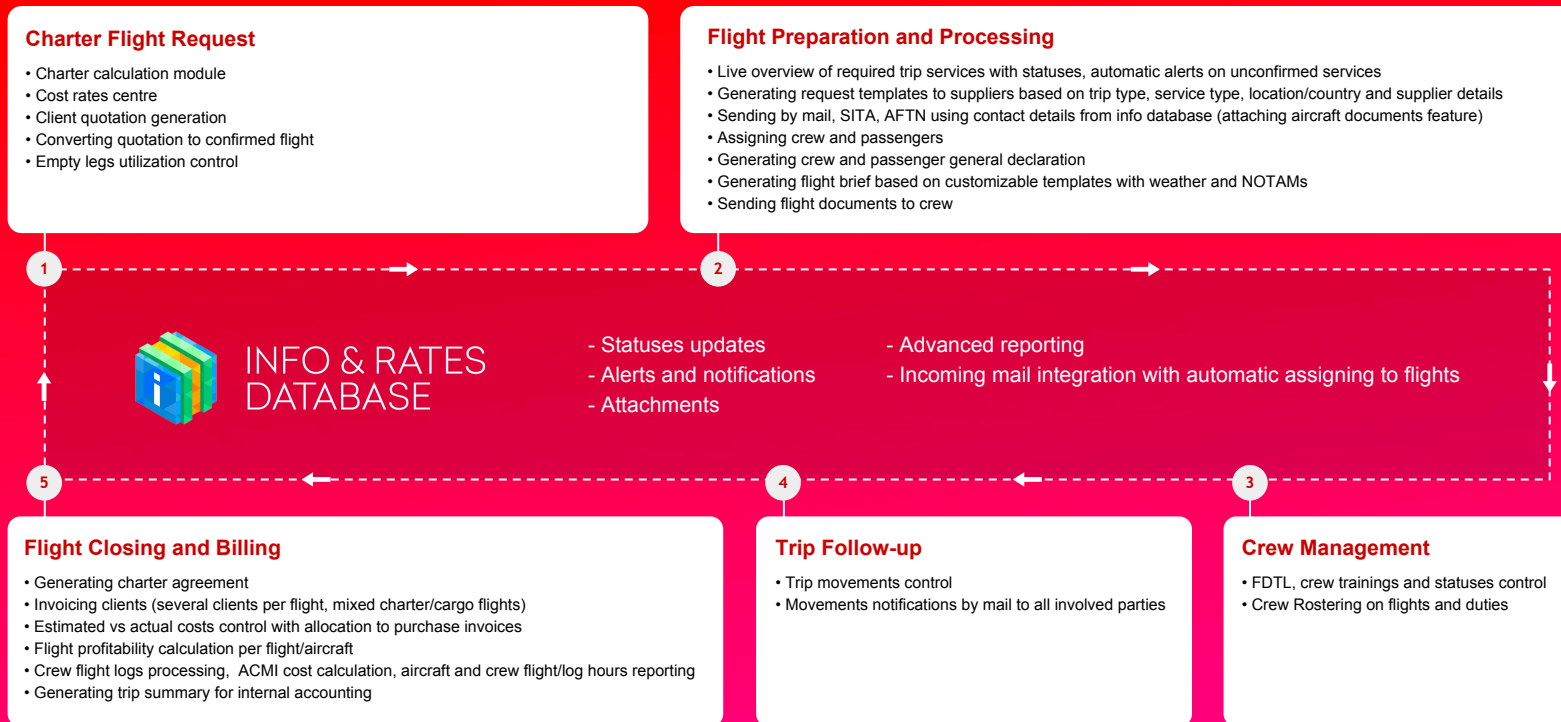 Charter Flight Request
• Charter calculation module
• Cost rates centre
• Client quotation generation
• Converting quotation to confirmed flight
• Empty legs utilization control
Flight Preparation and Processing
• Live overview of required trip services with statuses, automatic alerts on unconfirmed services
• Generating request templates to suppliers based on trip type, service type, location/country and supplier details
• Sending by mail, SITA, AFTN using contact details from info database (attaching aircraft documents feature)
• Assigning crew and passengers
• Generating crew and passenger general declaration
• Generating flight brief based on customizable templates with weather and NOTAMs
• Sending flight documents to crew
1
2
i
INFO & RATES
DATABASE
- Statuses updates
- Alerts and notifications
- Attachments
- Advanced reporting
- Incoming mail integration with automatic assigning to flights
5
4
3
Flight Closing and Billing
• Generating charter agreement
• Invoicing clients (several clients per flight, mixed charter/cargo flights)
• Estimated vs actual costs control with allocation to purchase invoices
• Flight profitability calculation per flight/aircraft
• Crew flight logs processing, ACMI cost calculation, aircraft and crew flight/log hours reporting
• Generating trip summary for internal accounting
Trip Follow-up
• Trip movements control
• Movements notifications by mail to all involved parties
Crew Management
• FDTL, crew trainings and statuses control
• Crew Rostering on flights and duties